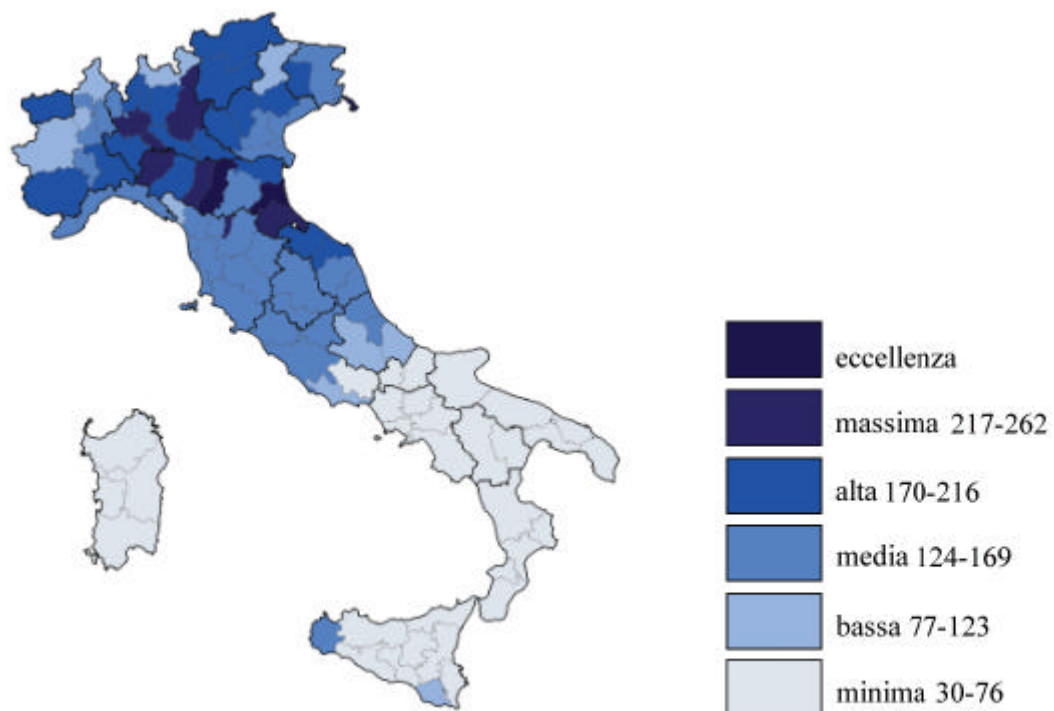 eccellenza
massima 217-262
alta 170-216
media 124-169
bassa 77-123
minima 30-76